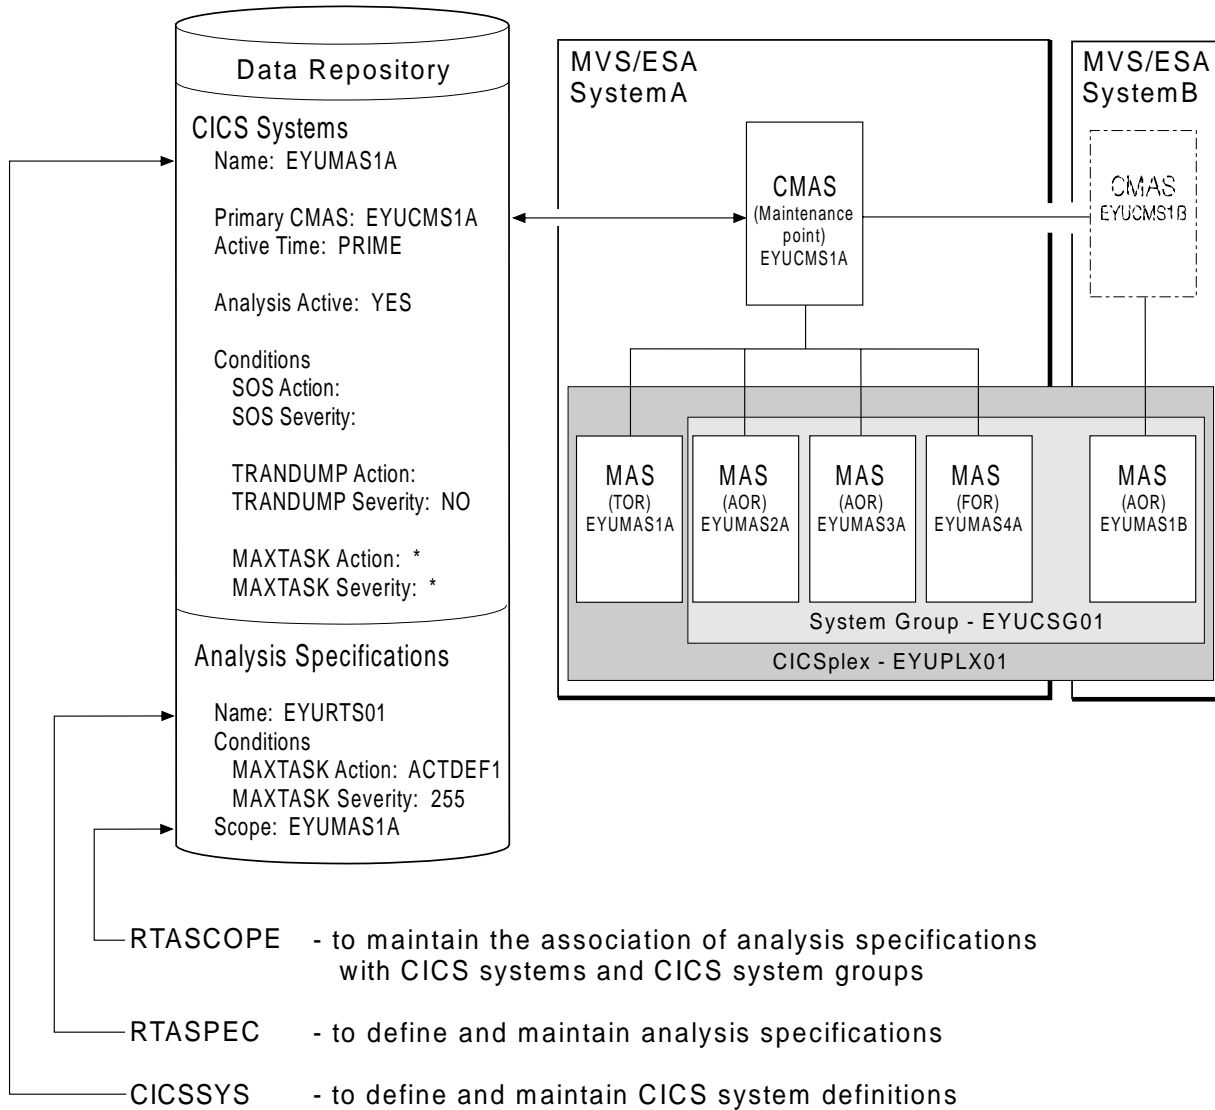 Data Repository
CICS Systems
Name: EYUMAS1A
Primary CMAS: EYUCMS1A
Active Time: PRIME
Analysis Active: YES
Conditions
SOS Action:
SOS Severity:
TRANDUMP Action:
TRANDUMP Severity: NO
MAXTASK Action: *
MAXTASK Severity: *
Analysis Specifications
Name: EYURTS01
Conditions
MAXTASK Action: ACTDEF1
MAXTASK Severity: 255
Scope: EYUMAS1A
MVS/ESA
SystemA
CMAS
(Maintenance
point)
EYUCMS1A
MVS/ESA
SystemB
CMAS
EYUCMS1B
MAS
(TOR)
EYUMAS1A
MAS
(AOR)
EYUMAS2A
MAS
(AOR)
EYUMAS3A
MAS
(FOR)
EYUMAS4A
MAS
(AOR)
EYUMAS1B
System Group - EYUCSG01
CICSplex - EYUPLX01
RTASCOPE - to maintain the association of analysis specifications
with CICS systems and CICS system groups
RTASPEC - to define and maintain analysis specifications
CICSSYS - to define and maintain CICS system definitions